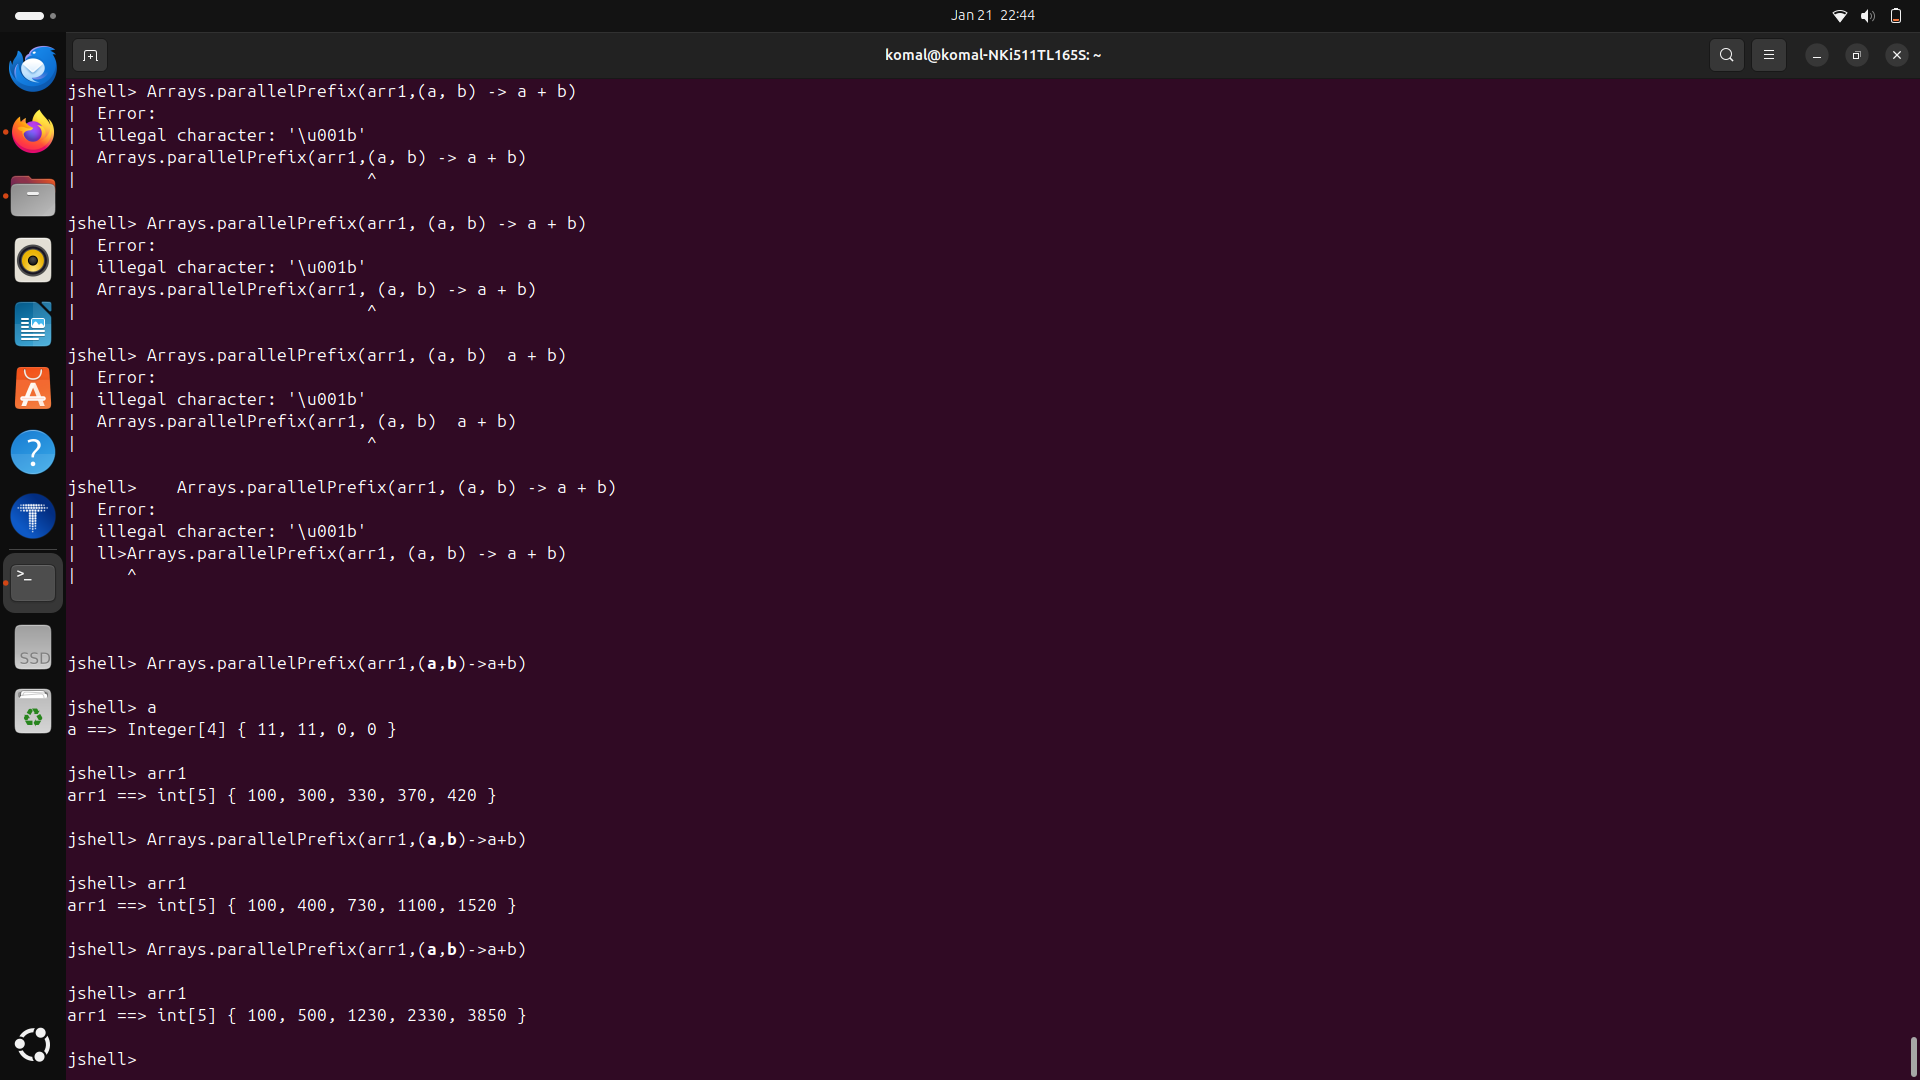 Jan 21 22:44
komal@komal-NKi511TL165S: ~
jshell> Arrays.parallelPrefix(arr1,(a, b) -> a + b)
|  Error:
|  illegal character: '\u001b'
|  Arrays.parallelPrefix(arr1,(a, b) -> a + b)
|                             ^
jshell> Arrays.parallelPrefix(arr1, (a, b) -> a + b)
|  Error:
|  illegal character: '\u001b'
|  Arrays.parallelPrefix(arr1, (a, b) -> a + b)
|                             ^
jshell> Arrays.parallelPrefix(arr1, (a, b)  a + b)
|  Error:
|  illegal character: '\u001b'
|  Arrays.parallelPrefix(arr1, (a, b)  a + b)
|                             ^
jshell>    Arrays.parallelPrefix(arr1, (a, b) -> a + b)
|  Error:
|  illegal character: '\u001b'
|  ll>Arrays.parallelPrefix(arr1, (a, b) -> a + b)
|     ^
SSD
jshell> Arrays.parallelPrefix(arr1,(a,b)->a+b)
jshell> a
a ==> Integer[4] { 11, 11, 0, 0 }
jshell> arr1
arr1 ==> int[5] { 100, 300, 330, 370, 420 }
jshell> Arrays.parallelPrefix(arr1,(a,b)->a+b)
jshell> arr1
arr1 ==> int[5] { 100, 400, 730, 1100, 1520 }
jshell> Arrays.parallelPrefix(arr1,(a,b)->a+b)
jshell> arr1
arr1 ==> int[5] { 100, 500, 1230, 2330, 3850 }
jshell>